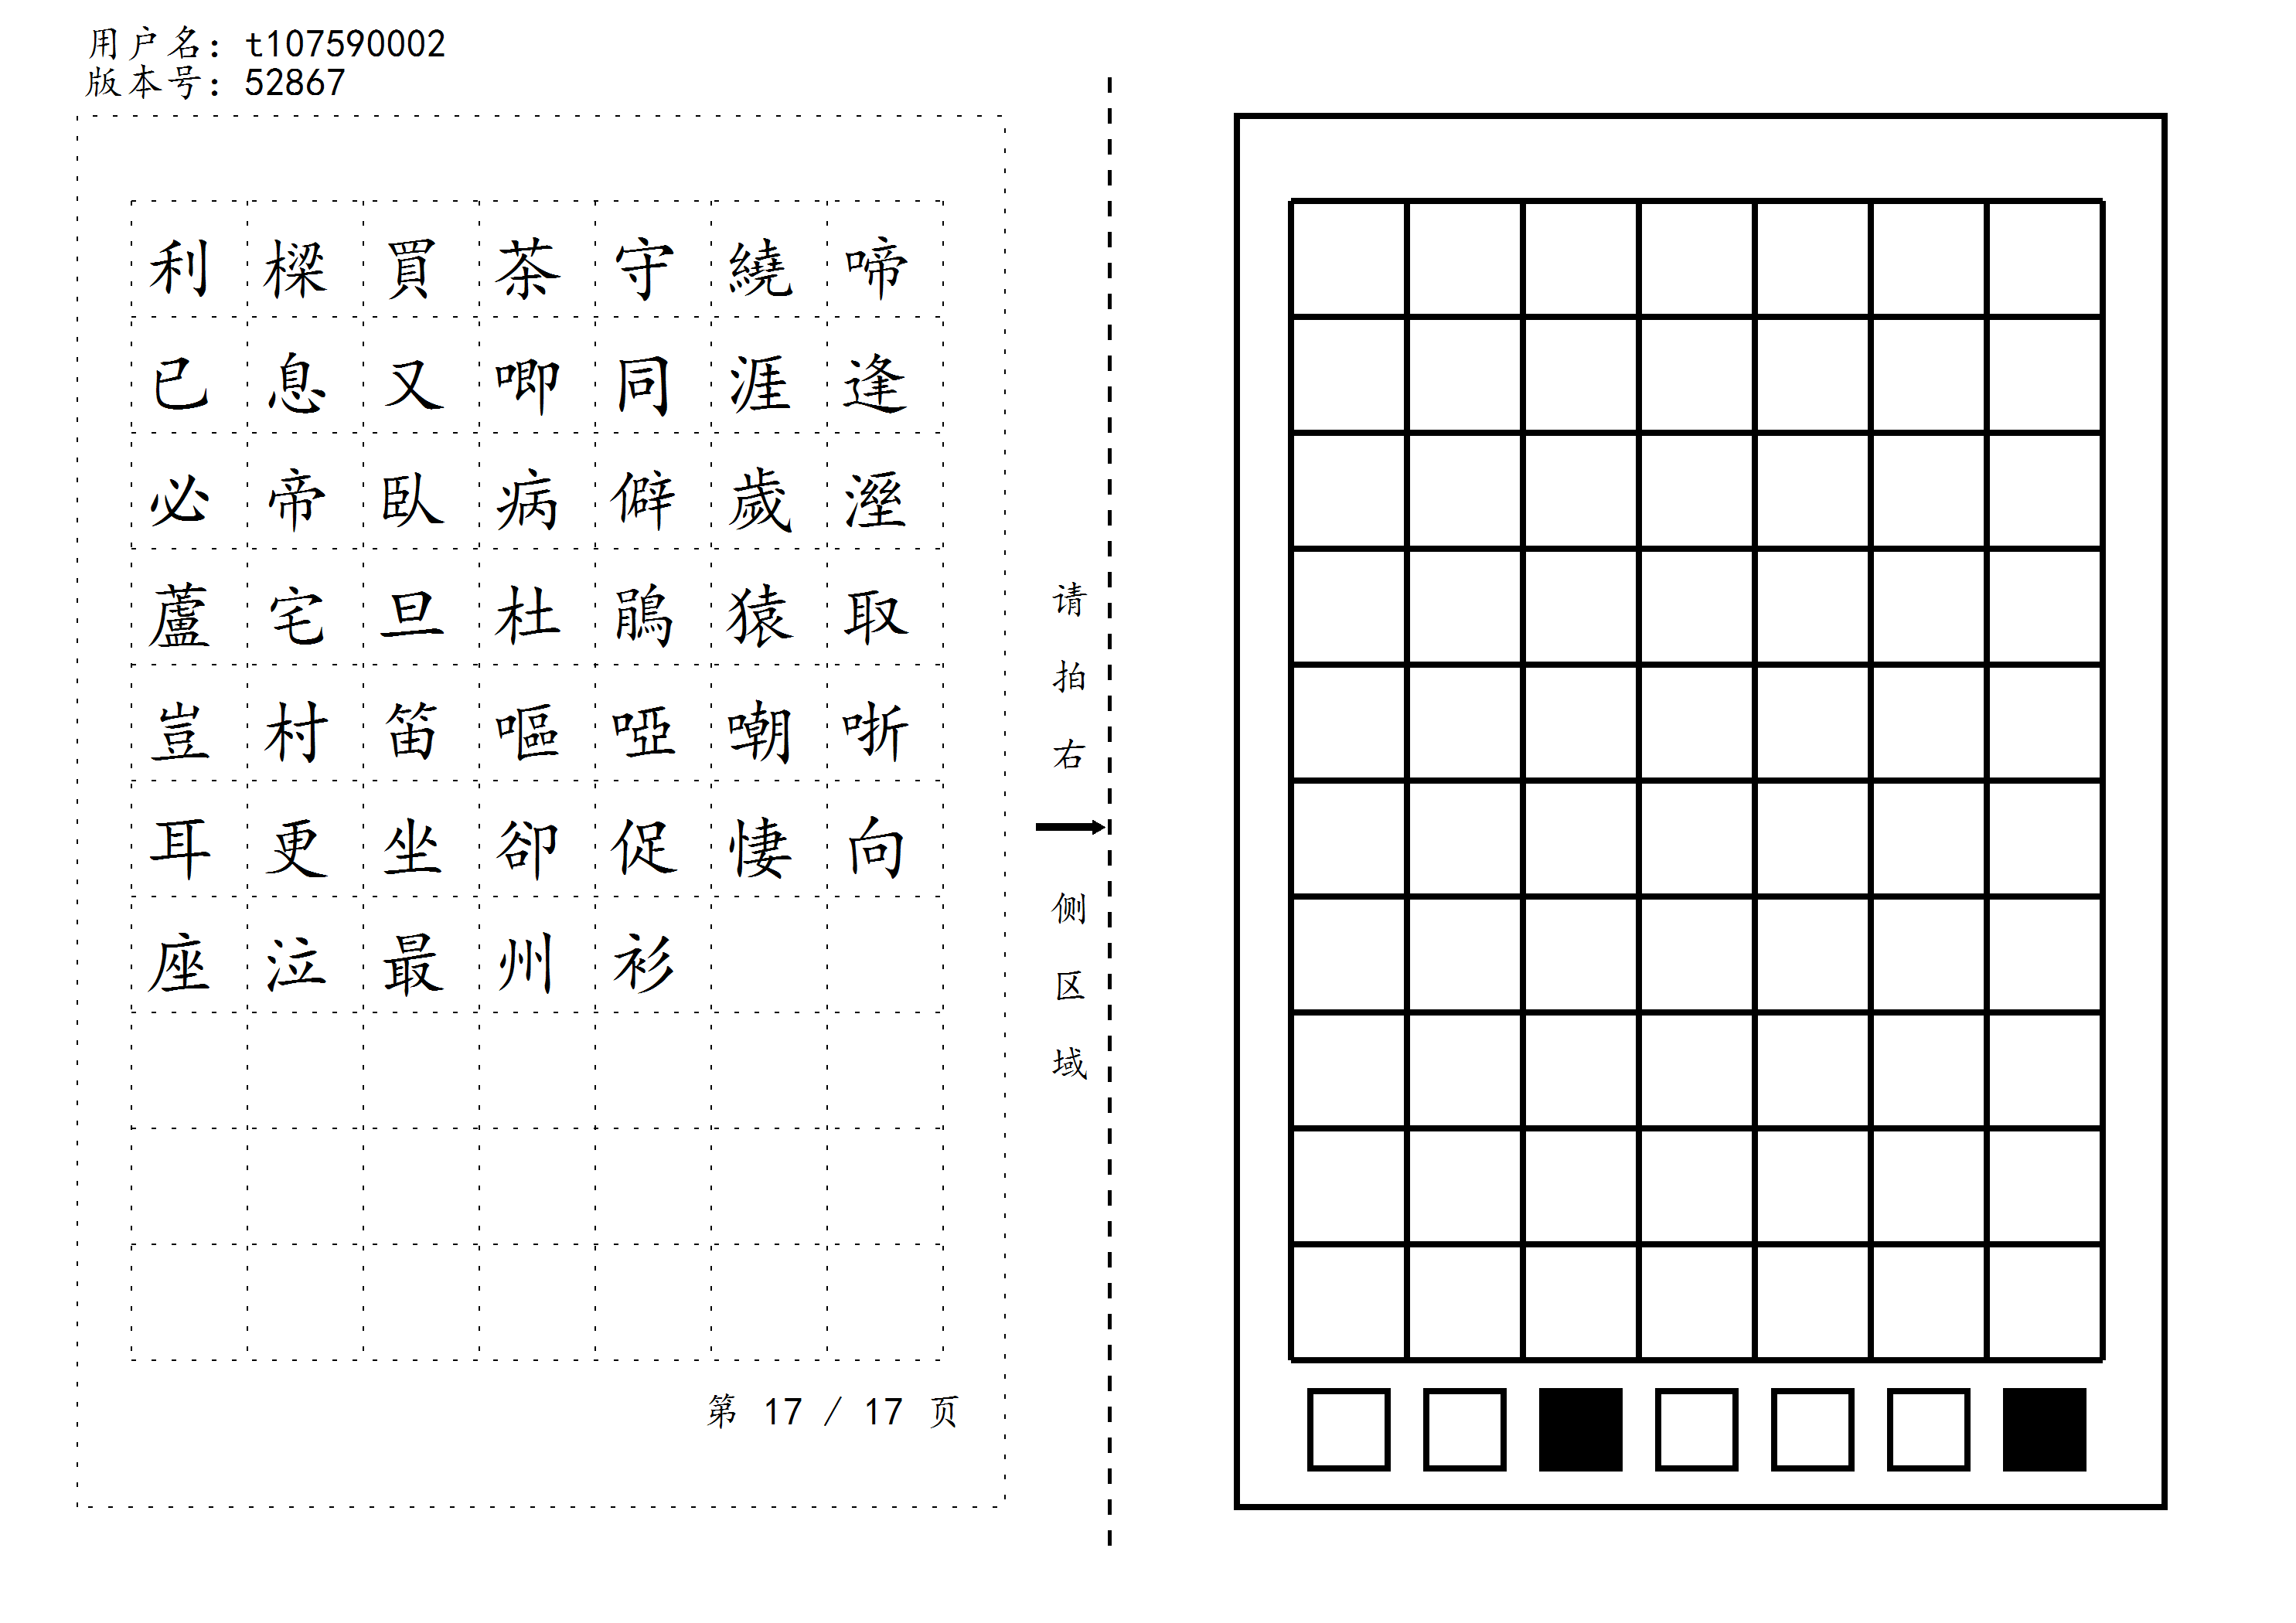 用户名：t107590002
版本号：52867
利樑買茶守繞啼
已息又唧同涯逢
必帝臥病僻歲溼
蘆宅旦杜鵑猿取
豈村笛嘔啞嘲哳
耳更坐卻促悽向
座泣最州衫
第 17 / 17 页
请拍右侧区域